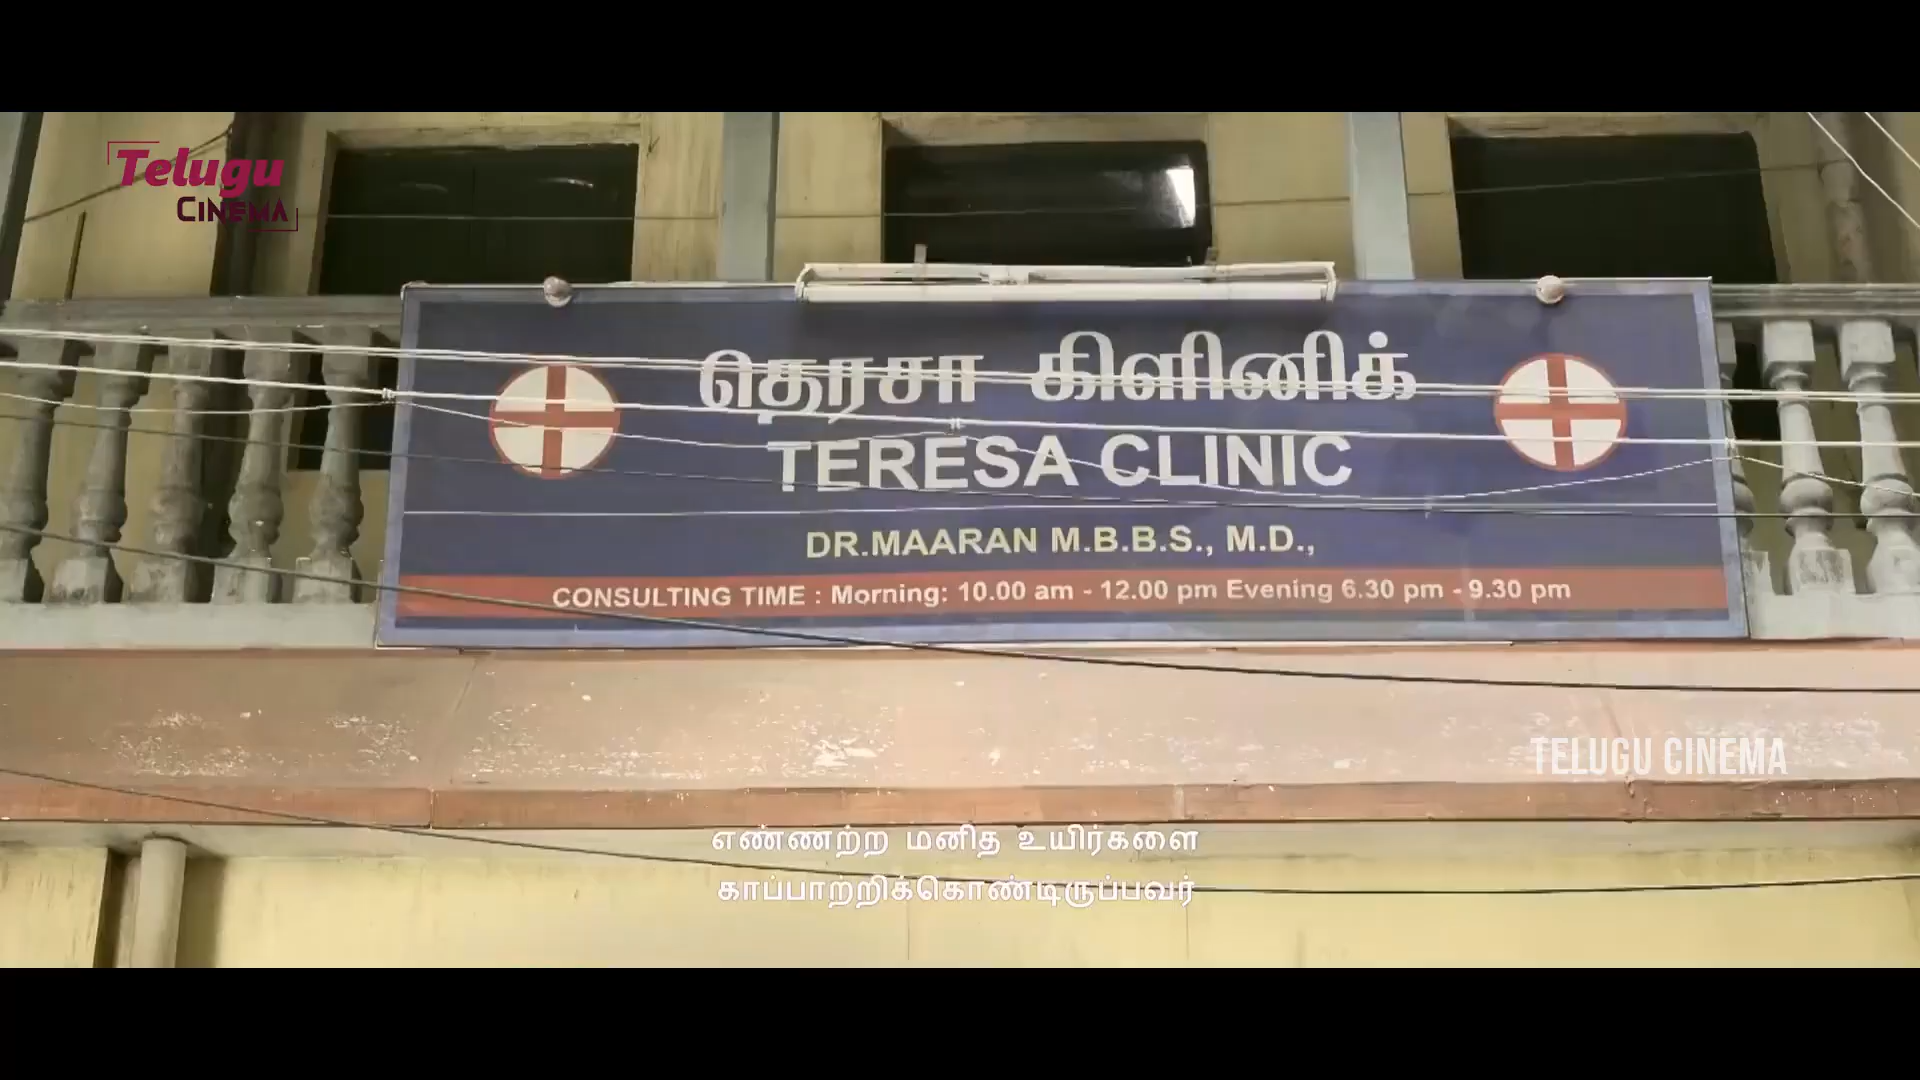 Telugu
CINEMA
தெரசா கிளினிக்
TERESA CLINIC
DR.MAARAN M.B.B.S., M.D.,
CONSULTING TIME : Morning: 10.00 am - 12.00 pm Evening 6.30 pm - 9.30 pm
TELUGU CINEMA
எண்ணற்ற மனித உயிர்களை
காப்பாற்றிக்கொண்டிருப்பவர்